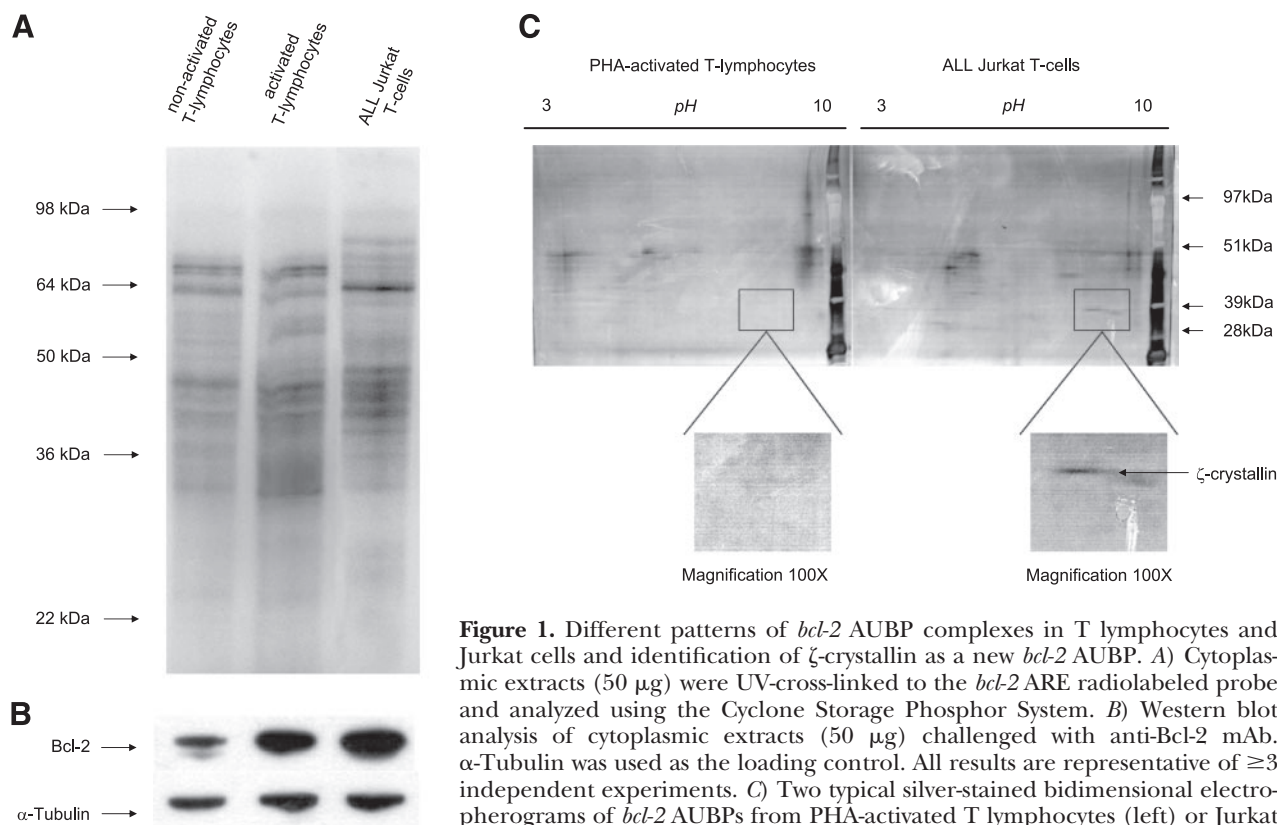 A
non-activated
T-lymphocytes
activated
T-lymphocytes
ALL Jurkat
T-cells
98 kDa
64 kDa
50 kDa
36 kDa
22 kDa
B
Bcl-2
α-Tubulin
C
PHA-activated T-lymphocytes
ALL Jurkat T-cells
3 pH 10
3 pH 10
97kDa
51kDa
39kDa
28kDa
ζ-crystallin
Magnification 100X
Magnification 100X
Figure 1. Different patterns of bcl-2 AUBP complexes in T lymphocytes and
Jurkat cells and identification of ζ-crystallin as a new bcl-2 AUBP. A) Cytoplas-
mic extracts (50 μg) were UV-cross-linked to the bcl-2 ARE radiolabeled probe
and analyzed using the Cyclone Storage Phosphor System. B) Western blot
analysis of cytoplasmic extracts (50 μg) challenged with anti-Bcl-2 mAb.
α-Tubulin was used as the loading control. All results are representative of ≥3
independent experiments. C) Two typical silver-stained bidimensional electro-
pherograms of bcl-2 AUBPs from PHA-activated T lymphocytes (left) or Jurkat